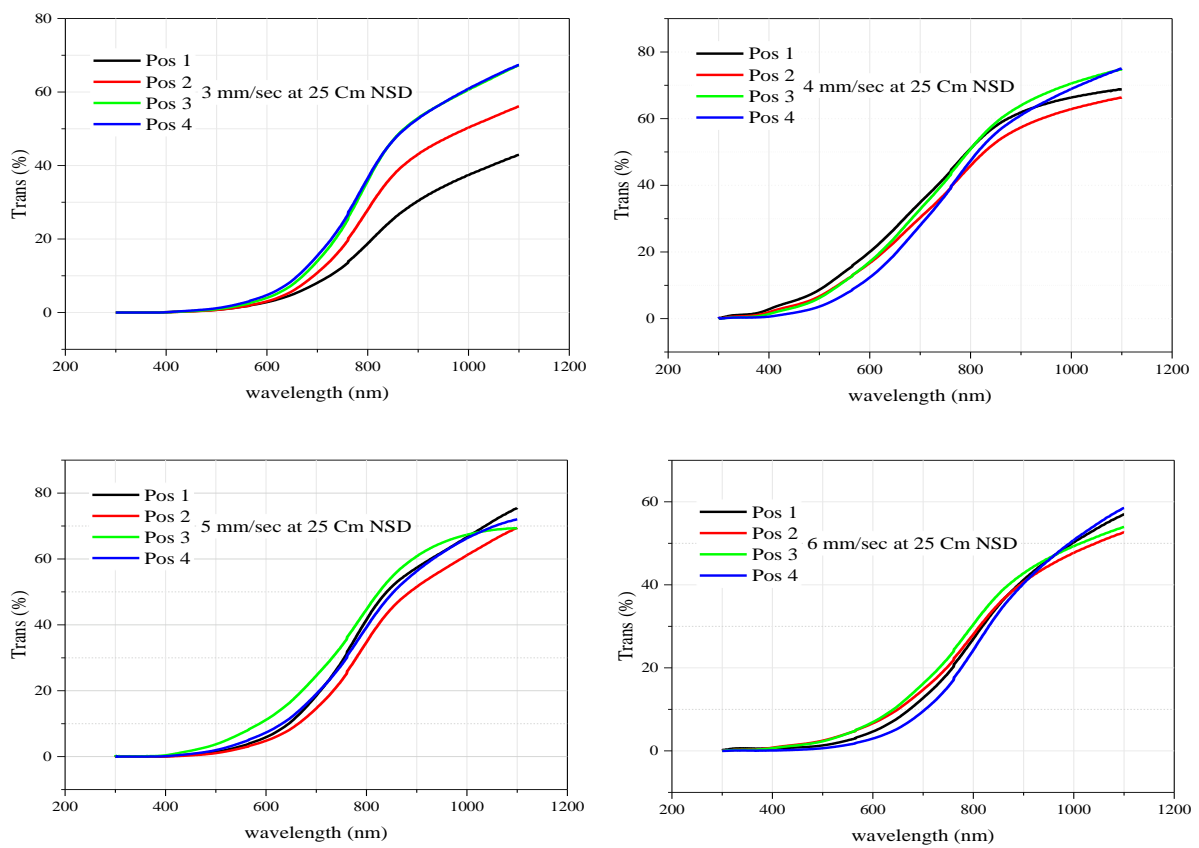 80
60
40
20
0
Trans (%)
Pos 1
Pos 2
Pos 3
Pos 4
3 mm/sec at 25 Cm NSD
200 400 600 800 1000 1200
wavelength (nm)
80
60
40
20
0
Trans (%)
Pos 1
Pos 2
Pos 3
Pos 4
4 mm/sec at 25 Cm NSD
200 400 600 800 1000 1200
wavelength (nm)
80
60
40
20
0
Trans (%)
Pos 1
Pos 2
Pos 3
Pos 4
5 mm/sec at 25 Cm NSD
200 400 600 800 1000 1200
wavelength (nm)
60
40
20
0
Trans (%)
Pos 1
Pos 2
Pos 3
Pos 4
6 mm/sec at 25 Cm NSD
200 400 600 800 1000 1200
wavelength (nm)